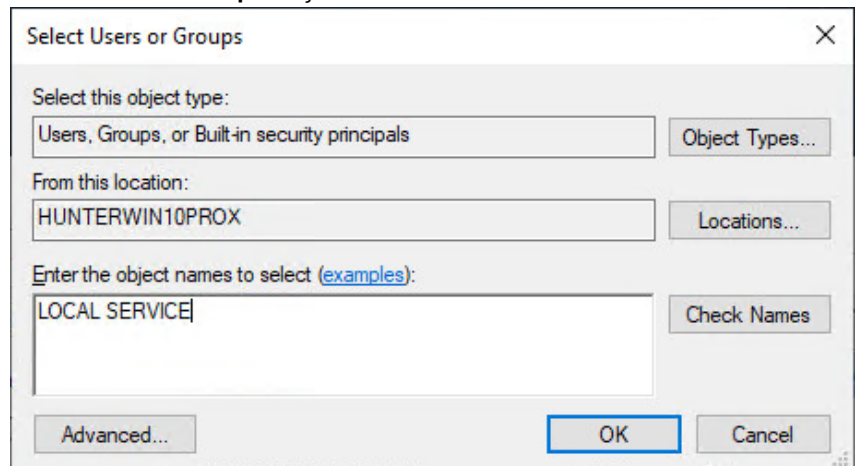 Select Users or Groups
Select this object type:
Users, Groups, or Built-in security principals
Object Types...
From this location:
HUNTERWIN10PROX
Locations...
Enter the object names to select (examples):
LOCAL SERVICE
Check Names
Advanced...
OK
Cancel